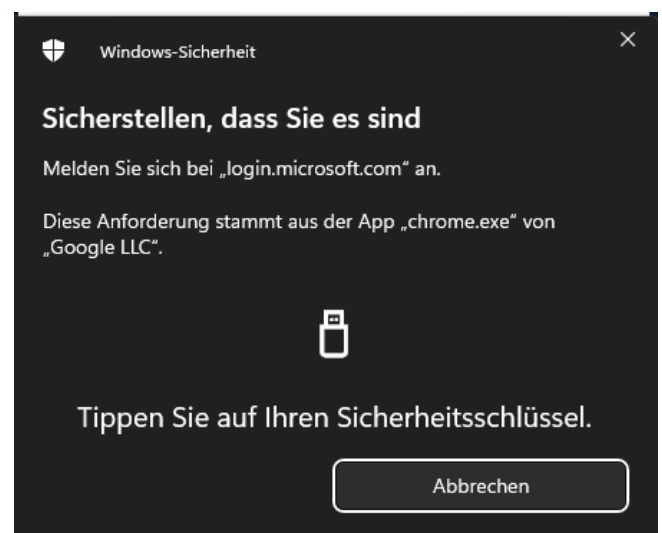 Windows-Sicherheit
Sicherstellen, dass Sie es sind
Melden Sie sich bei „login.microsoft.com“ an.
Diese Anforderung stammt aus der App „chrome.exe“ von
„Google LLC“.
Tippen Sie auf Ihren Sicherheitsschlüssel.
Abbrechen